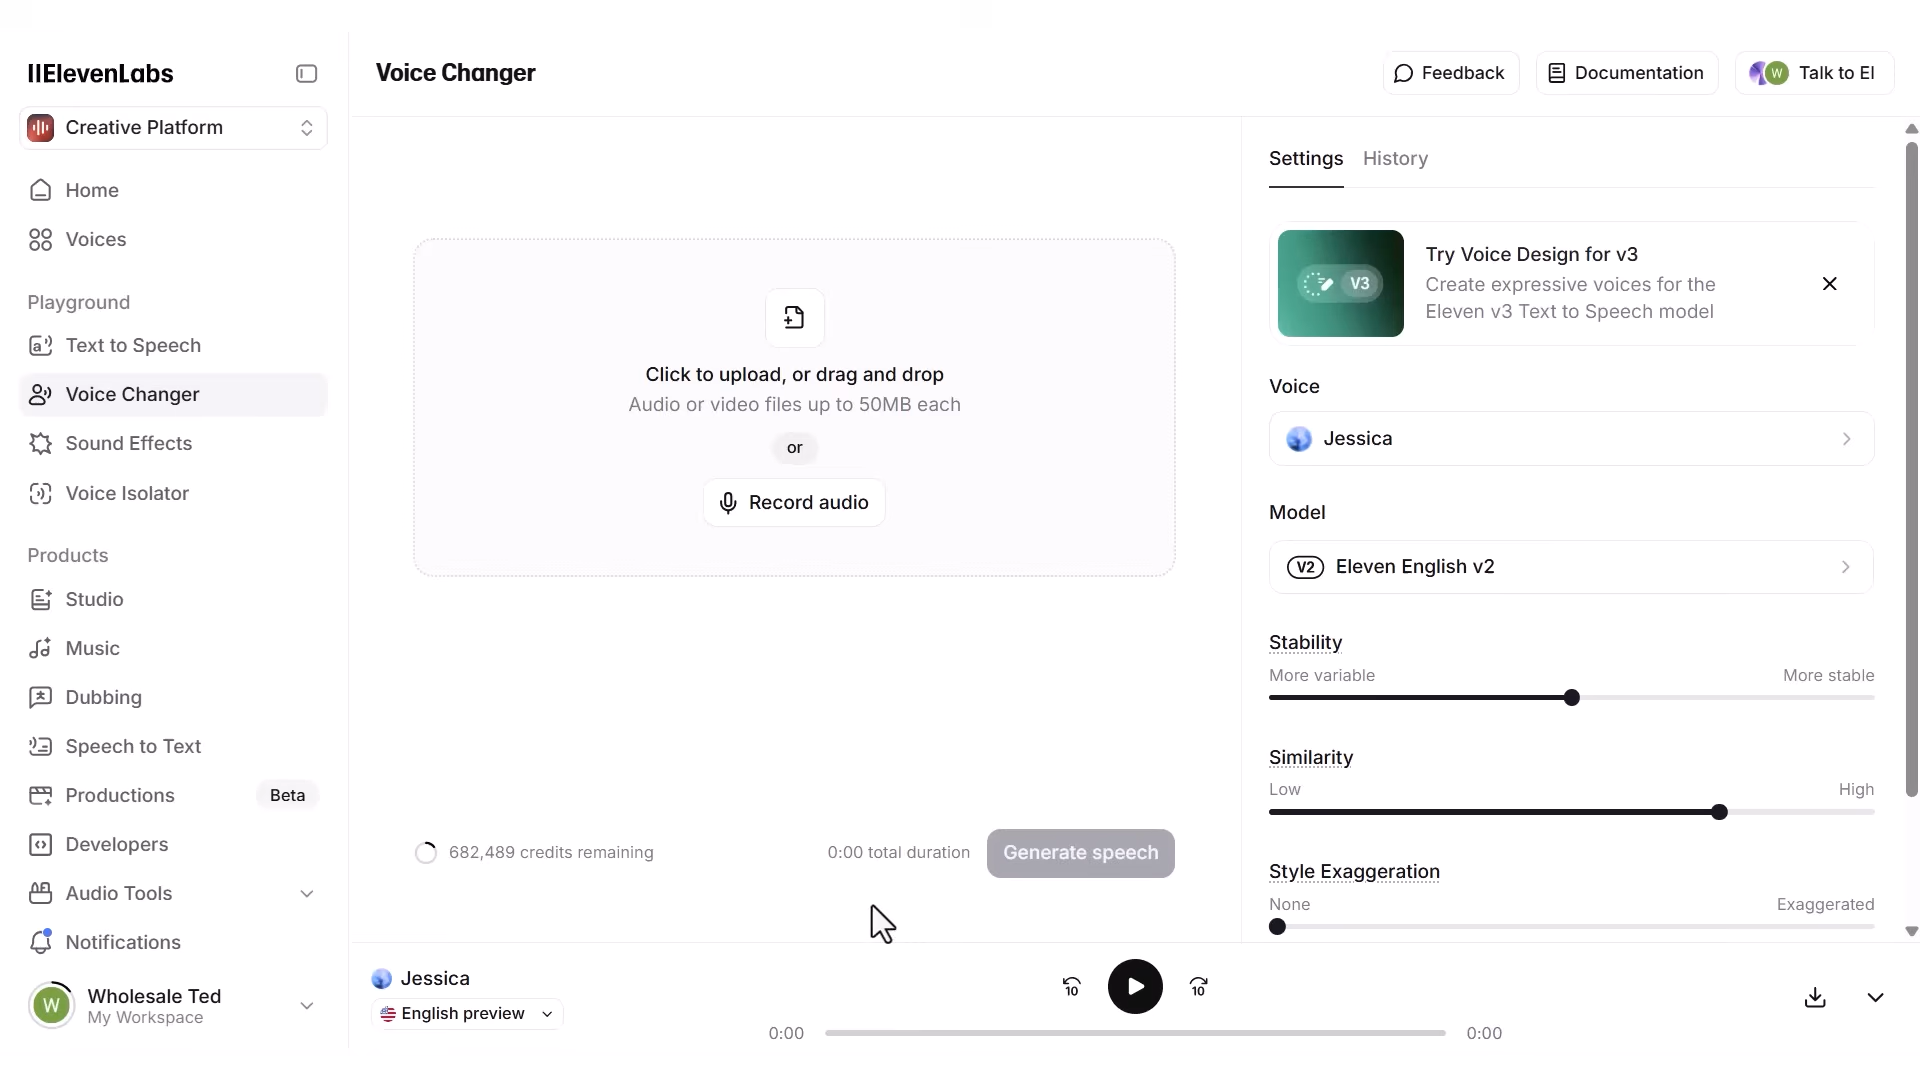 IIElevenLabs
Creative Platform
Home
Voices
Playground
Text to Speech
Voice Changer
Sound Effects
Voice Isolator
Products
Studio
Music
Dubbing
Speech to Text
Productions
Beta
Developers
Audio Tools
Notifications
W
Wholesale Ted
My Workspace
Voice Changer
Feedback
Documentation
W
Talk to El
Click to upload, or drag and drop
Audio or video files up to 50MB each
or
Record audio
682,489 credits remaining
0:00 total duration
Generate speech
Settings
History
V3
Try Voice Design for v3
Create expressive voices for the
Eleven v3 Text to Speech model
Voice
Jessica
Model
V2 Eleven English v2
Stability
More variable
More stable
Similarity
Low
High
Style Exaggeration
None
Exaggerated
Jessica
English preview
10
10
0:00
0:00